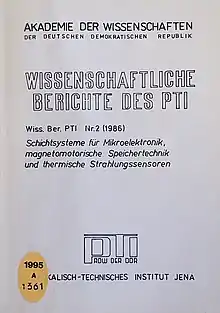 AKADEMIE DER WISSENSCHAFTEN
DER DEUTSCHEN DEMOKRATISCHEN REPUBLIK
WISSENSCHAFTLICHE
BERICHTE DES PTI
Wiss. Ber. PTI Nr.2 (1986)
Schichtsysteme für Mikroelektronik,
magnetomotorische Speichertechnik
und thermische Strahlungssensoren
PTI
ADW DER DDR
1995
A
1361
KALISCH-TECHNISCHES INSTITUT JENA